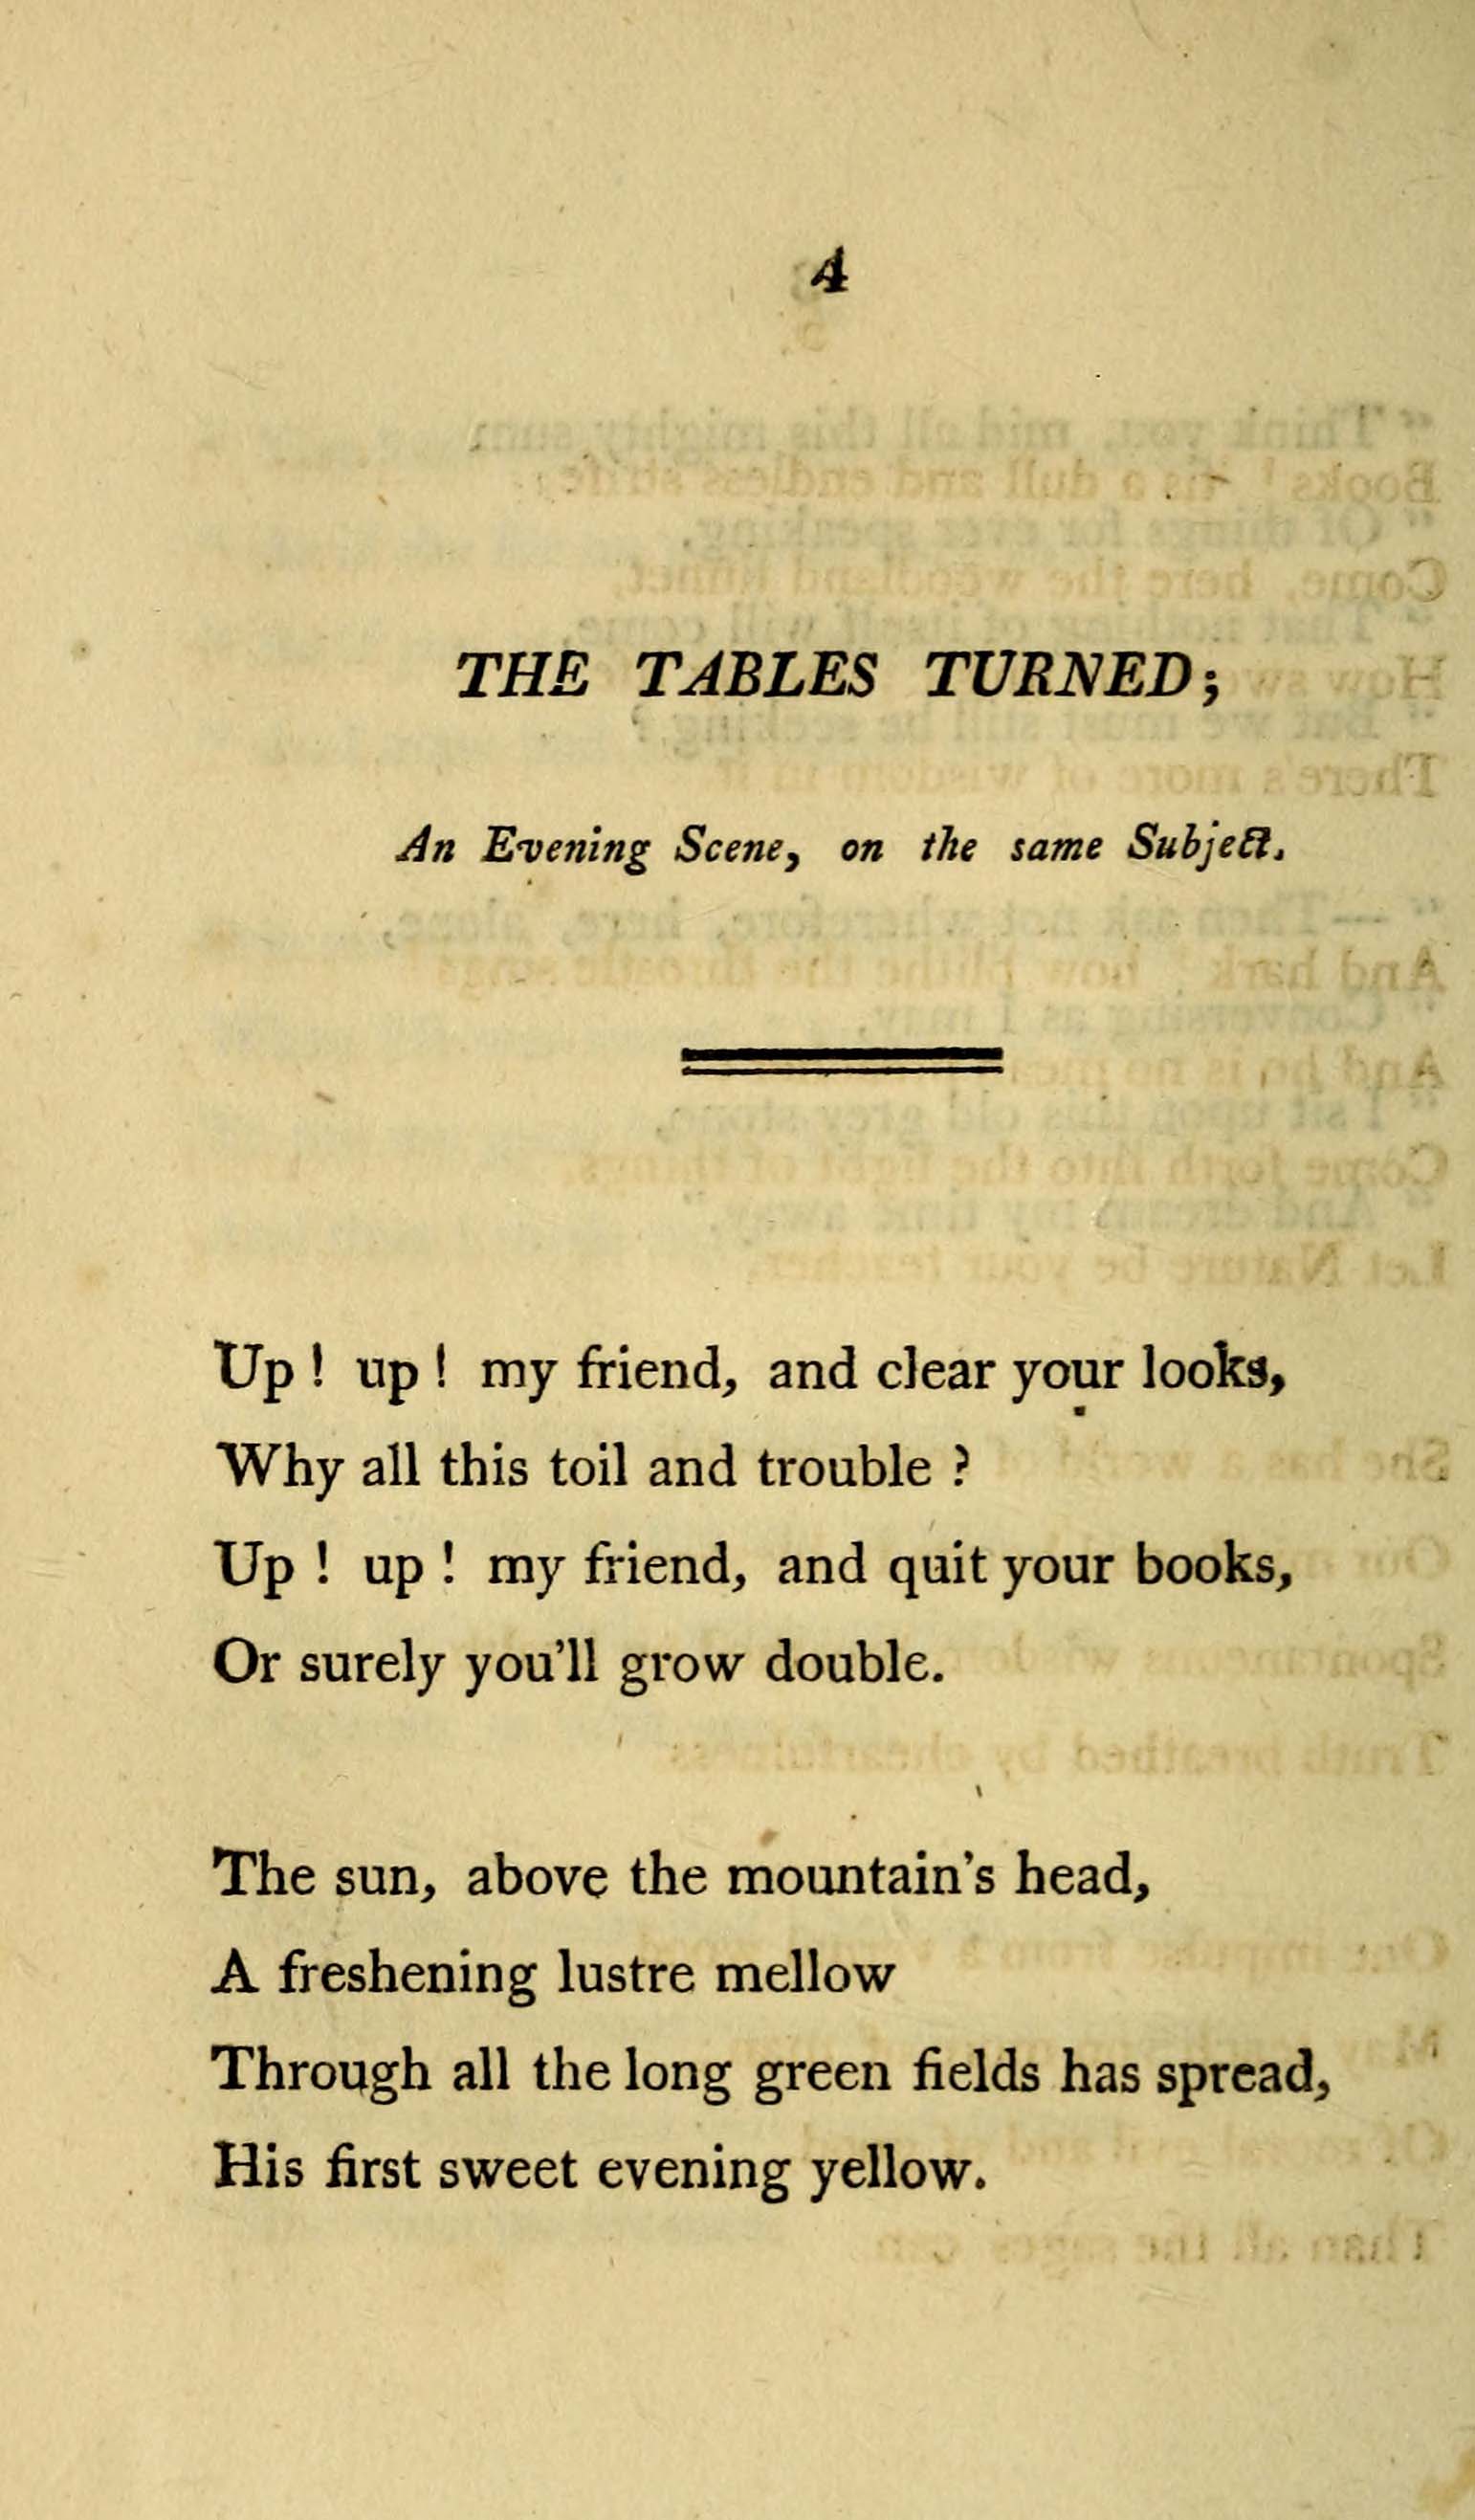 4
THE TABLES TURNED;
An Evening Scene, on the same Subject.
Up ! up ! my friend, and clear your looks,
Why all this toil and trouble ?
Up ! up ! my friend, and quit your books,
Or surely you'll grow double.
The sun, above the mountain's head,
A freshening lustre mellow
Through all the long green fields has spread,
His first sweet evening yellow.